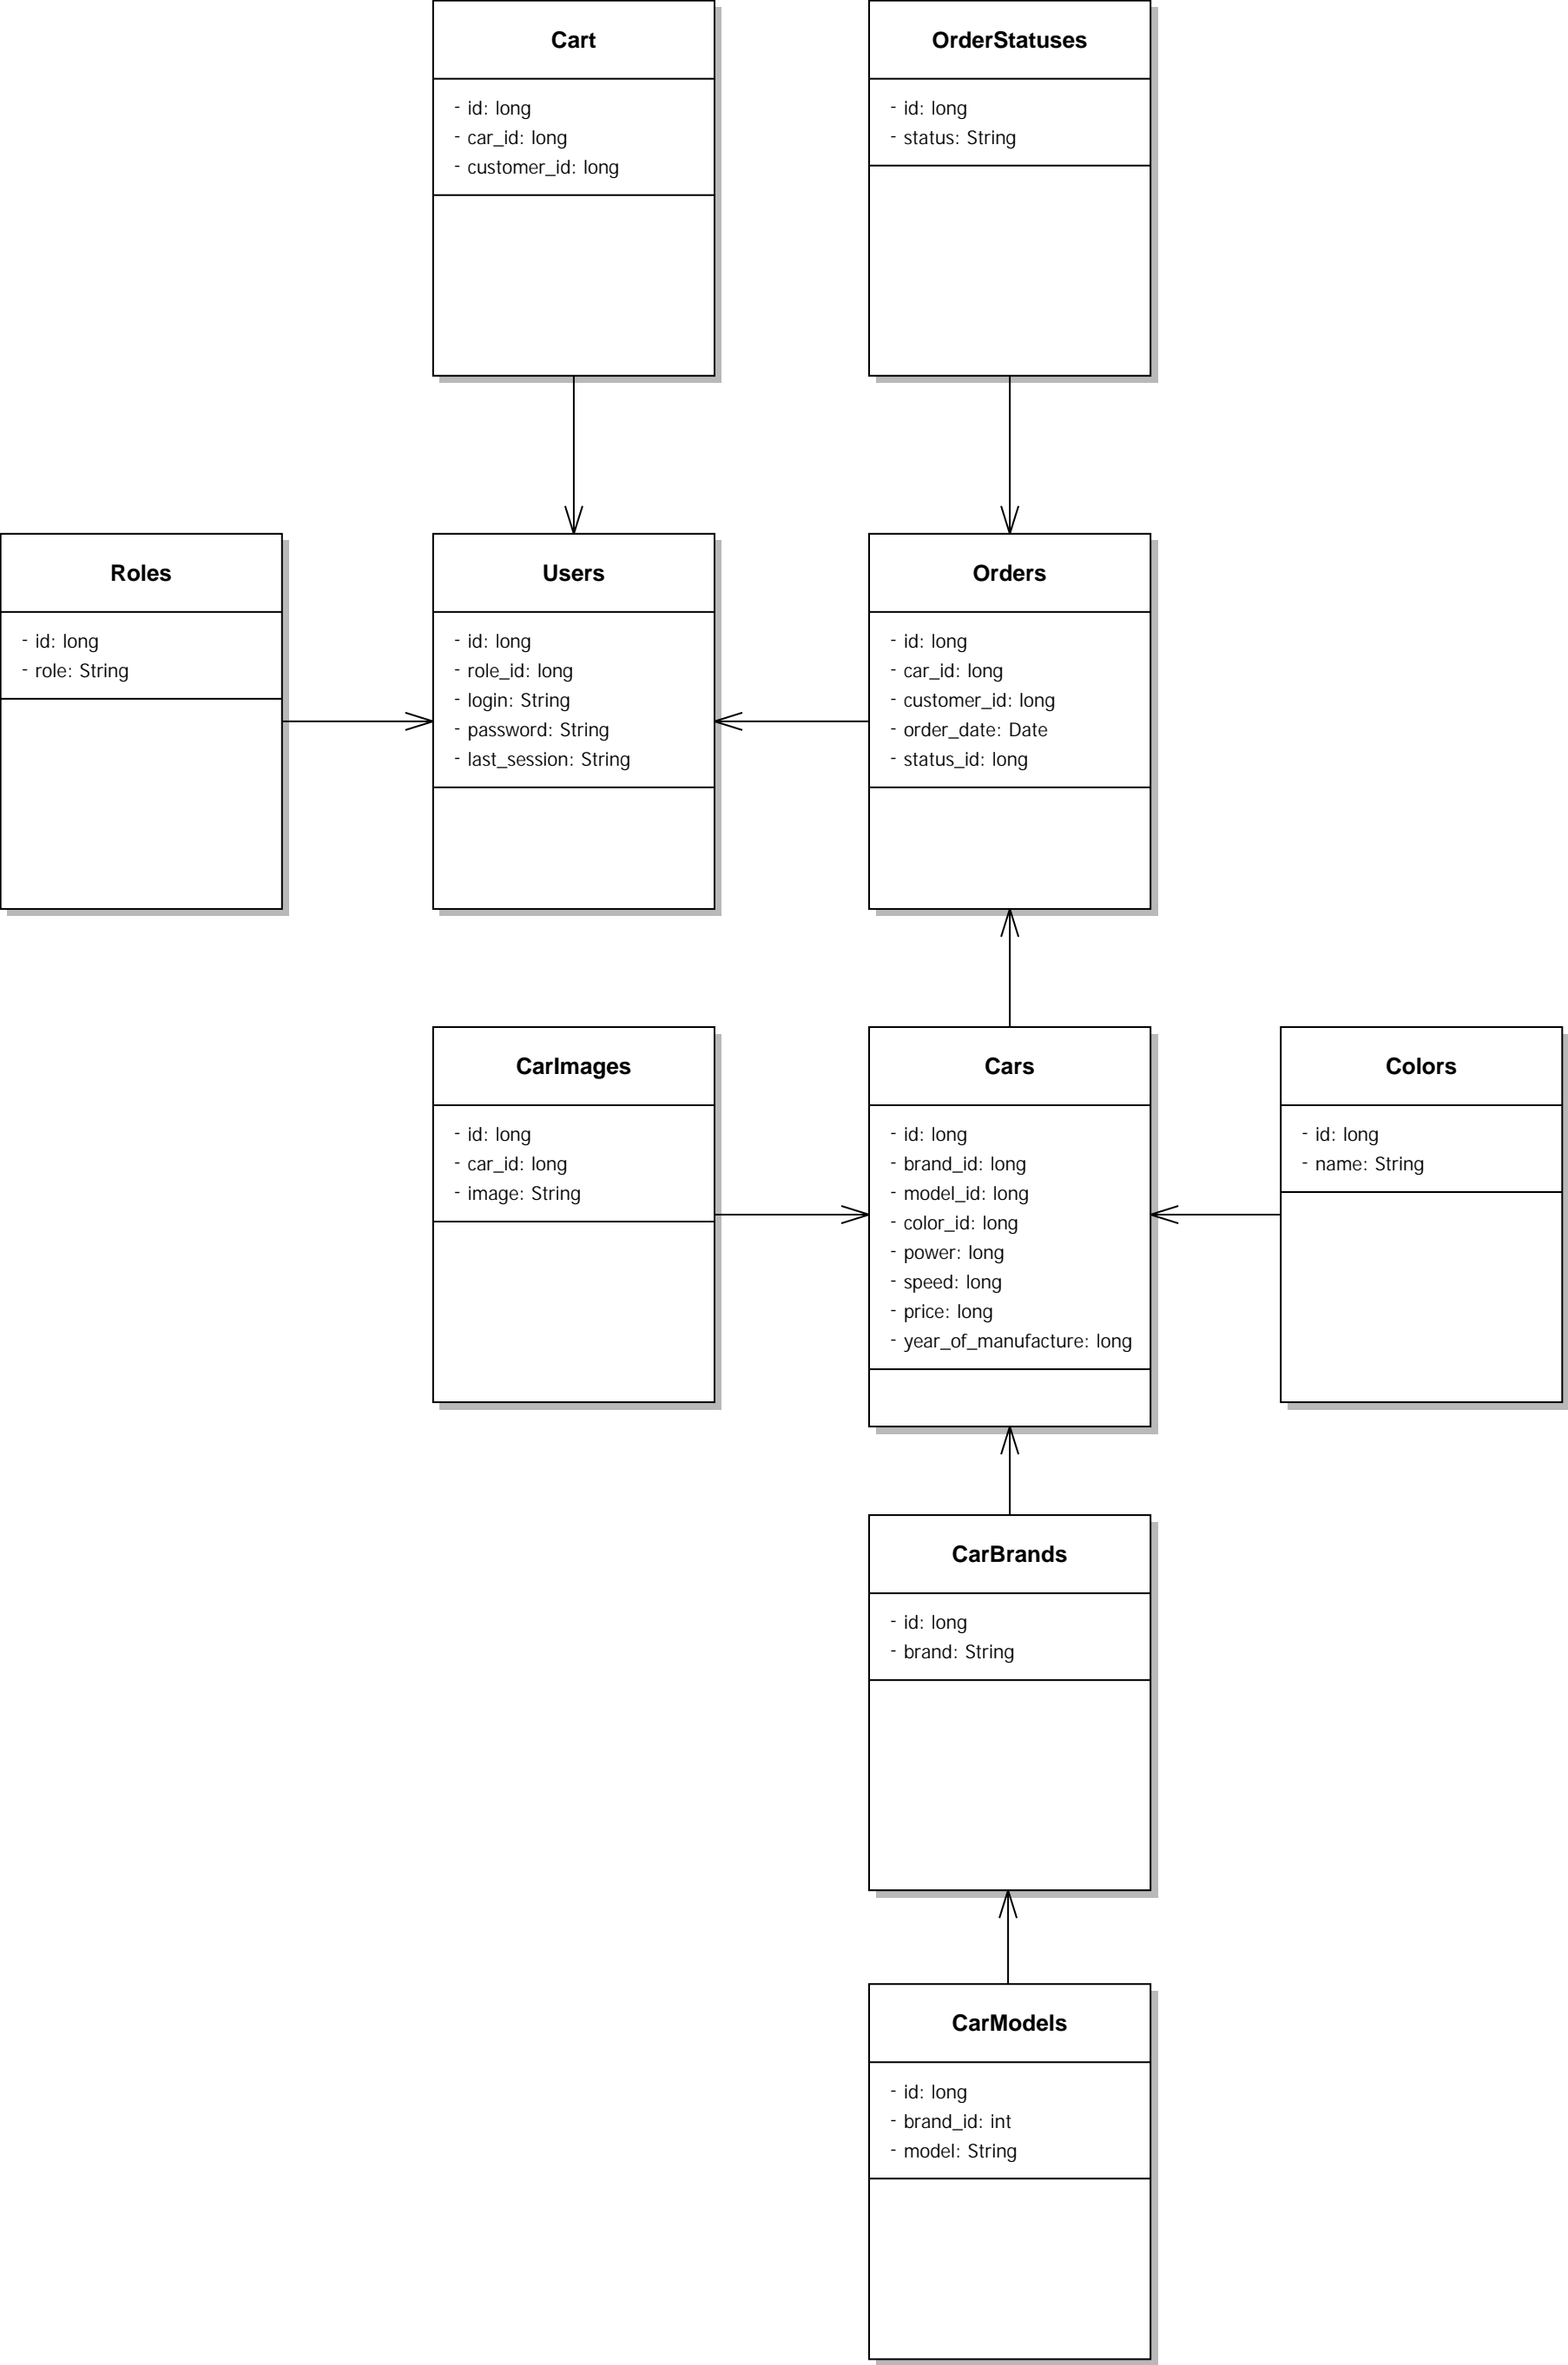 Cart
- id: long
- car_id: long
- customer_id: long
OrderStatuses
- id: long
- status: String
Roles
- id: long
- role: String
Users
- id: long
- role_id: long
- login: String
- password: String
- last_session: String
Orders
- id: long
- car_id: long
- customer_id: long
- order_date: Date
- status_id: long
CarImages
- id: long
- car_id: long
- image: String
Cars
- id: long
- brand_id: long
- model_id: long
- color_id: long
- power: long
- speed: long
- price: long
- year_of_manufacture: long
Colors
- id: long
- name: String
CarBrands
- id: long
- brand: String
CarModels
- id: long
- brand_id: int
- model: String